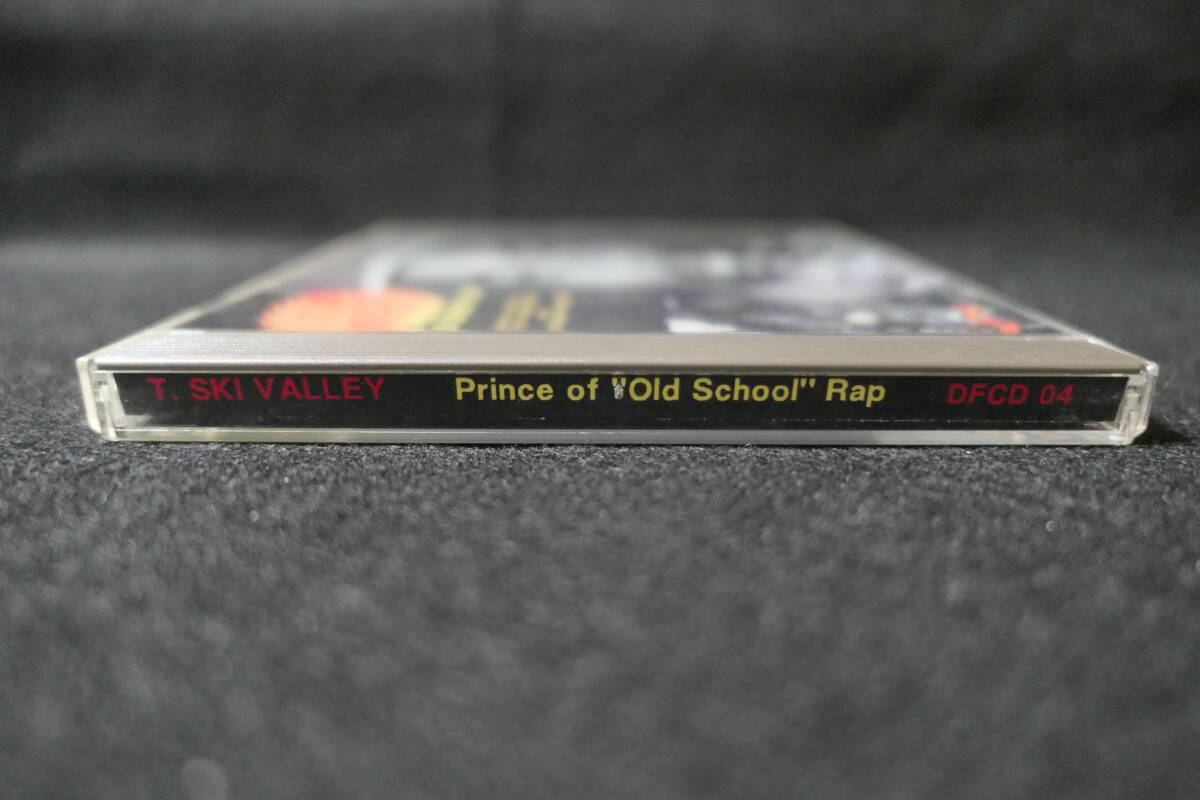 T. SKI VALLEY Prince of "Old School" Rap DFCD 04